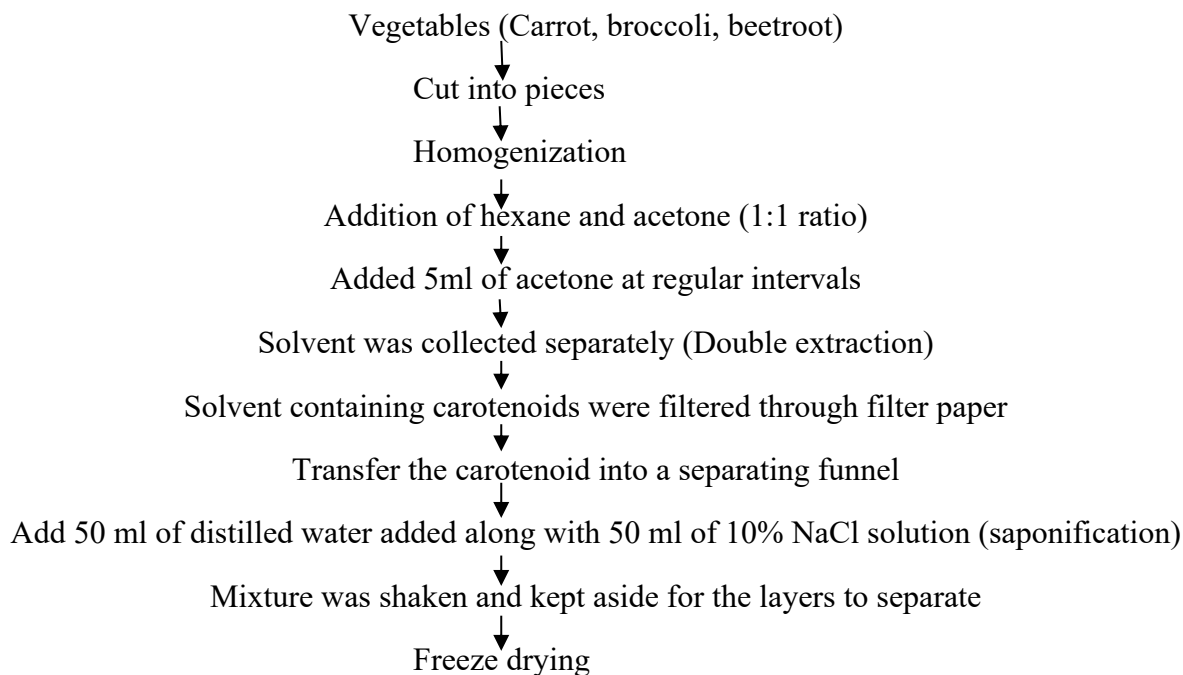 Vegetables (Carrot, broccoli, beetroot)
Cut into pieces
Homogenization
Addition of hexane and acetone (1:1 ratio)
Added 5ml of acetone at regular intervals
Solvent was collected separately (Double extraction)
Solvent containing carotenoids were filtered through filter paper
Transfer the carotenoid into a separating funnel
Add 50 ml of distilled water added along with 50 ml of 10% NaCl solution (saponification)
Mixture was shaken and kept aside for the layers to separate
Freeze drying